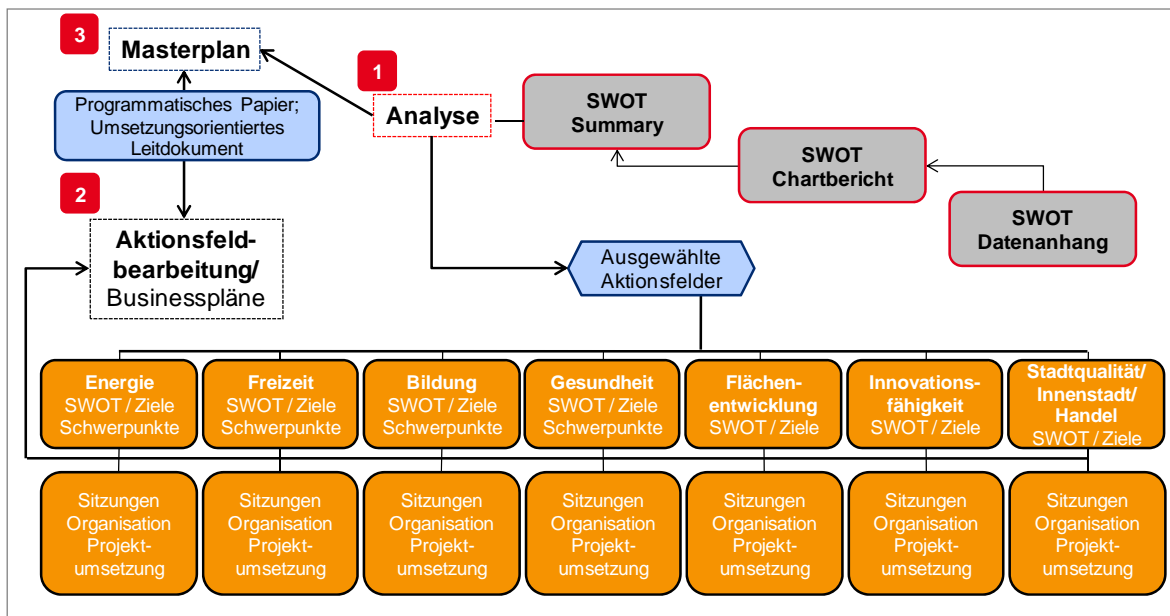 3
Masterplan
Programmatisches Papier;
Umsetzungsorientiertes
Leitdokument
1
Analyse
SWOT
Summary
SWOT
Chartbericht
SWOT
Datenanhang
2
Aktionsfeld-
bearbeitung/
Businesspläne
Ausgewählte
Aktionsfelder
Energie
SWOT / Ziele
Schwerpunkte
Freizeit
SWOT / Ziele
Schwerpunkte
Bildung
SWOT / Ziele
Schwerpunkte
Gesundheit
SWOT / Ziele
Schwerpunkte
Flächen-
entwicklung
SWOT / Ziele
Innovations-
fähigkeit
SWOT / Ziele
Stadtqualität/
Innenstadt/
Handel
SWOT / Ziele
Sitzungen
Organisation
Projekt-
umsetzung
Sitzungen
Organisation
Projekt-
umsetzung
Sitzungen
Organisation
Projekt-
umsetzung
Sitzungen
Organisation
Projekt-
umsetzung
Sitzungen
Organisation
Projekt-
umsetzung
Sitzungen
Organisation
Projekt-
umsetzung
Sitzungen
Organisation
Projekt-
umsetzung